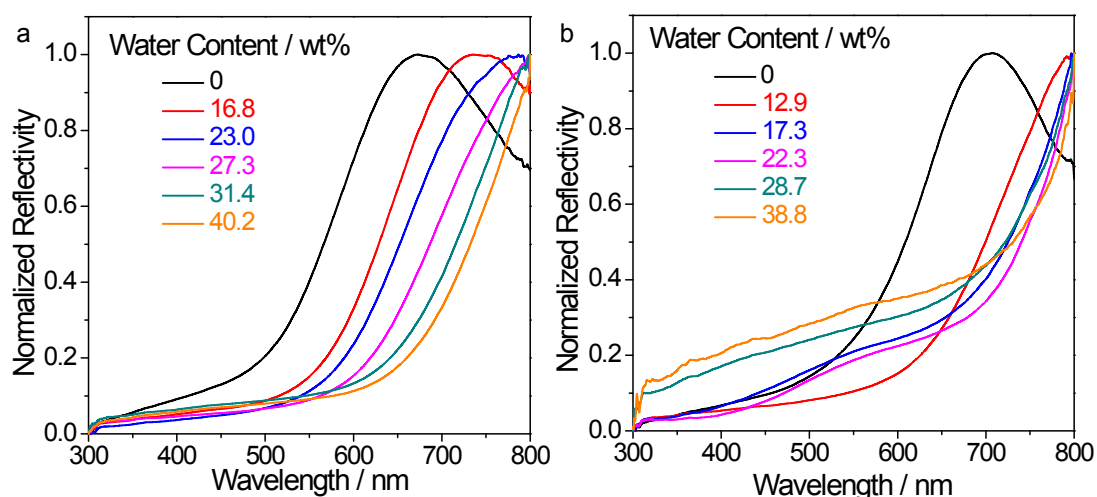 a
Water Content / wt%
0
16.8
23.0
27.3
31.4
40.2
Normalized Reflectivity
1.0
0.8
0.6
0.4
0.2
0.0
300 400 500 600 700 800
Wavelength / nm
b
Water Content / wt%
0
12.9
17.3
22.3
28.7
38.8
Normalized Reflectivity
1.0
0.8
0.6
0.4
0.2
0.0
300 400 500 600 700 800
Wavelength / nm